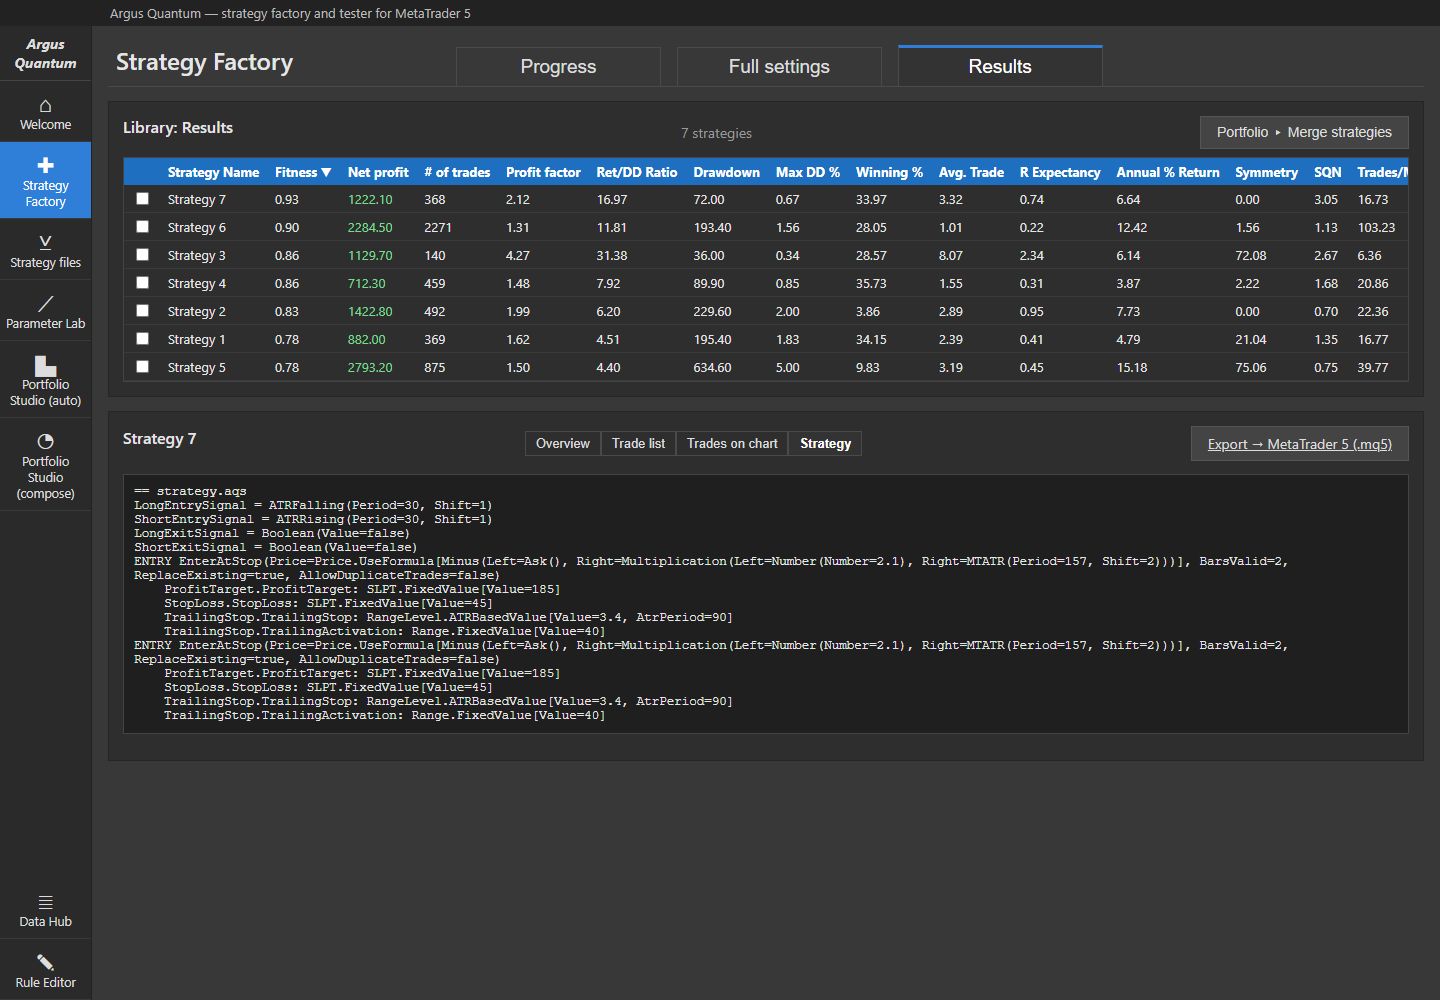 Argus Quantum — strategy factory and tester for MetaTrader 5
Argus
Quantum
Welcome
Strategy
Factory
Strategy files
Parameter Lab
Portfolio
Studio (auto)
Portfolio
Studio
(compose)
Data Hub
Rule Editor
Strategy Factory
Progress
Full settings
Results
Library: Results
7 strategies
Portfolio ▸ Merge strategies
Strategy Name Fitness ▼ Net profit # of trades Profit factor Ret/DD Ratio Drawdown Max DD % Winning % Avg. Trade R Expectancy Annual % Return Symmetry SQN Trades/M
Strategy 7 0.93 1222.10 368 2.12 16.97 72.00 0.67 33.97 3.32 0.74 6.64 0.00 3.05 16.73
Strategy 6 0.90 2284.50 2271 1.31 11.81 193.40 1.56 28.05 1.01 0.22 12.42 1.56 1.13 103.23
Strategy 3 0.86 1129.70 140 4.27 31.38 36.00 0.34 28.57 8.07 2.34 6.14 72.08 2.67 6.36
Strategy 4 0.86 712.30 459 1.48 7.92 89.90 0.85 35.73 1.55 0.31 3.87 2.22 1.68 20.86
Strategy 2 0.83 1422.80 492 1.99 6.20 229.60 2.00 3.86 2.89 0.95 7.73 0.00 0.70 22.36
Strategy 1 0.78 882.00 369 1.62 4.51 195.40 1.83 34.15 2.39 0.41 4.79 21.04 1.35 16.77
Strategy 5 0.78 2793.20 875 1.50 4.40 634.60 5.00 9.83 3.19 0.45 15.18 75.06 0.75 39.77
Strategy 7
Overview
Trade list
Trades on chart
Strategy
Export → MetaTrader 5 (.mq5)
== strategy.aqs
LongEntrySignal = ATRFalling(Period=30, Shift=1)
ShortEntrySignal = ATRRising(Period=30, Shift=1)
LongExitSignal = Boolean(Value=false)
ShortExitSignal = Boolean(Value=false)
ENTRY EnterAtStop(Price=Price.UseFormula[Minus(Left=Ask(), Right=Multiplication(Left=Number(Number=2.1), Right=MTATR(Period=157, Shift=2)))], BarsValid=2,
ReplaceExisting=true, AllowDuplicateTrades=false)
ProfitTarget.ProfitTarget: SLPT.FixedValue[Value=185]
StopLoss.StopLoss: SLPT.FixedValue[Value=45]
TrailingStop.TrailingStop: RangeLevel.ATRBasedValue[Value=3.4, AtrPeriod=90]
TrailingStop.TrailingActivation: Range.FixedValue[Value=40]
ENTRY EnterAtStop(Price=Price.UseFormula[Minus(Left=Ask(), Right=Multiplication(Left=Number(Number=2.1), Right=MTATR(Period=157, Shift=2)))], BarsValid=2,
ReplaceExisting=true, AllowDuplicateTrades=false)
ProfitTarget.ProfitTarget: SLPT.FixedValue[Value=185]
StopLoss.StopLoss: SLPT.FixedValue[Value=45]
TrailingStop.TrailingStop: RangeLevel.ATRBasedValue[Value=3.4, AtrPeriod=90]
TrailingStop.TrailingActivation: Range.FixedValue[Value=40]